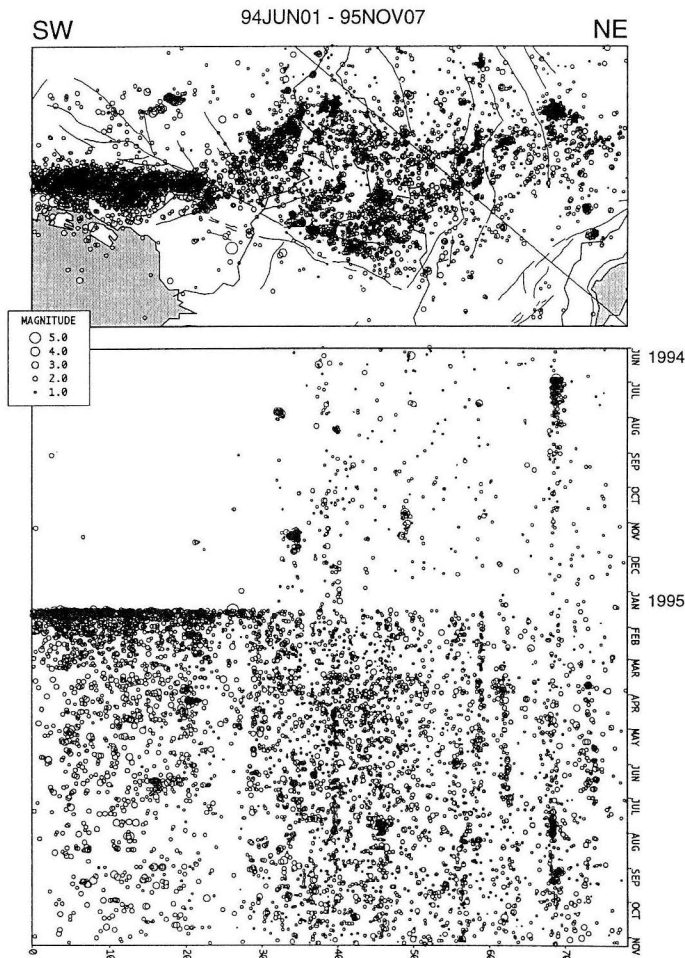 94JUN01 - 95NOV07
SW
NE
MAGNITUDE
5.0
4.0
3.0
2.0
1.0
JUN
1994
JUL
AUG
SEP
OCT
NOV
DEC
JAN
1995
FEB
MAR
APR
MAY
JUN
JUL
AUG
SEP
OCT
NOV
0
10
20
30
40
50
60
70